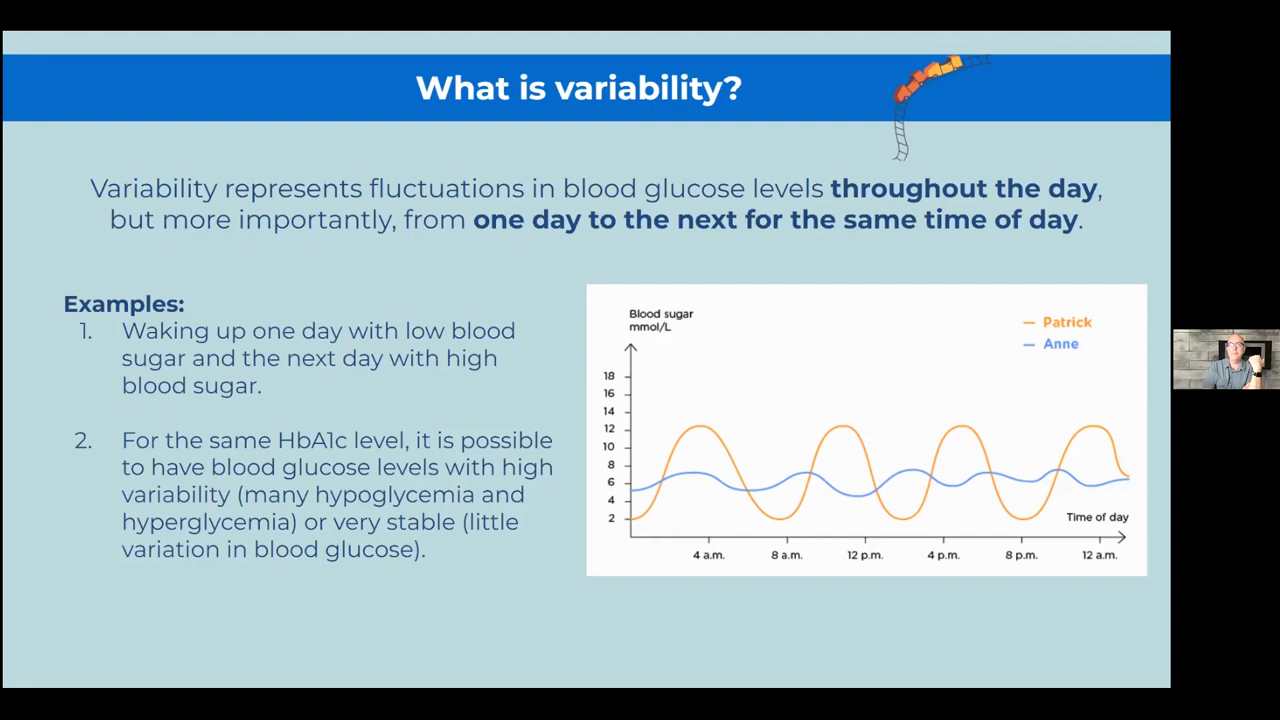 What is variability?
Variability represents fluctuations in blood glucose levels throughout the day,
but more importantly, from one day to the next for the same time of day.
Examples:
1. Waking up one day with low blood
sugar and the next day with high
blood sugar.
2. For the same HbA1c level, it is possible
to have blood glucose levels with high
variability (many hypoglycemia and
hyperglycemia) or very stable (little
variation in blood glucose).
Blood sugar
mmol/L
Patrick
Anne
18
16
14
12
10
8
6
4
2
Time of day
4 a.m. 8 a.m. 12 p.m. 4 p.m. 8 p.m. 12 a.m.